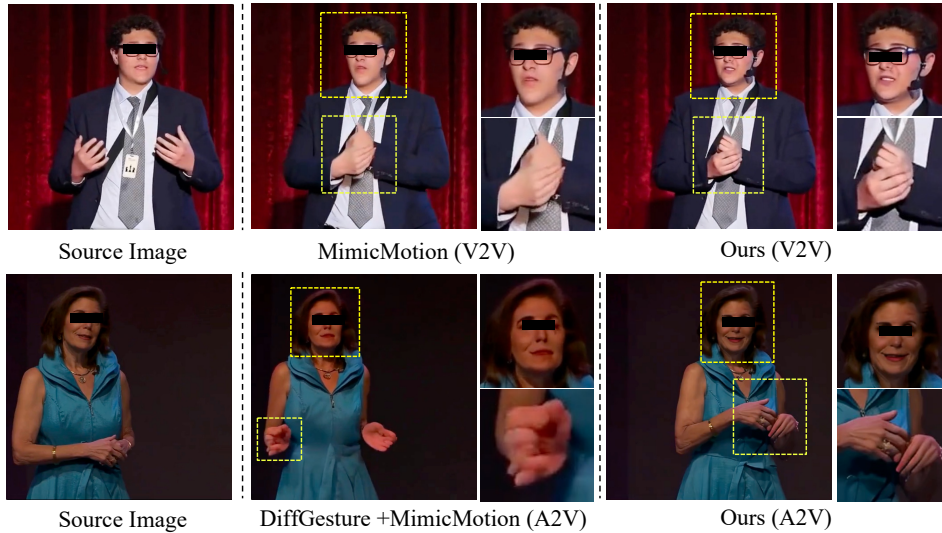 Source Image
MimicMotion (V2V)
Ours (V2V)
Source Image
DiffGesture +MimicMotion (A2V)
Ours (A2V)